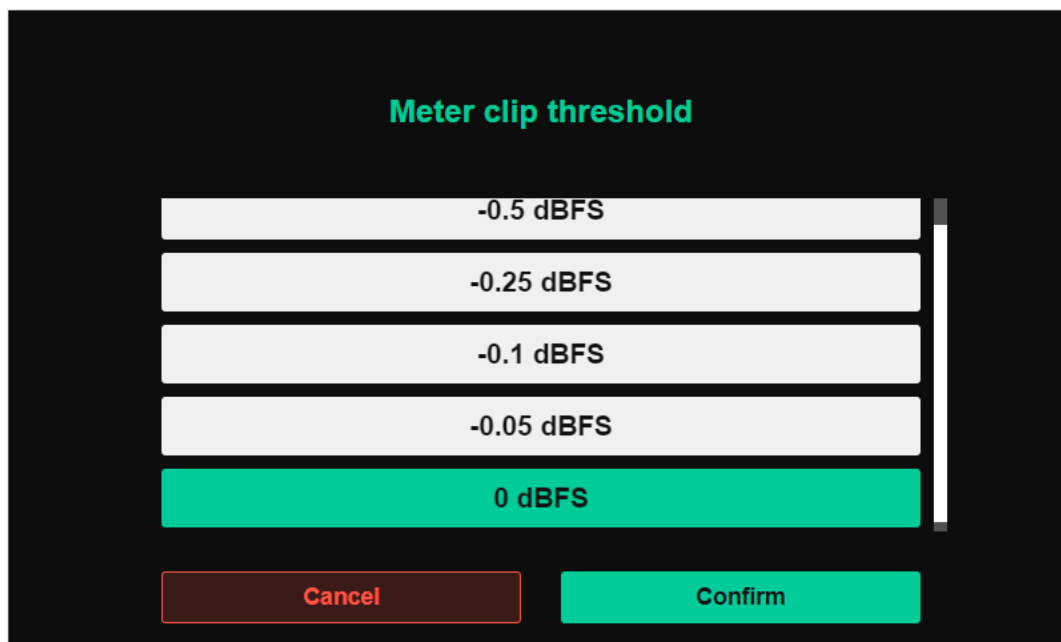 Meter clip threshold
-0.5 dBFS
-0.25 dBFS
-0.1 dBFS
-0.05 dBFS
0 dBFS
Cancel Confirm